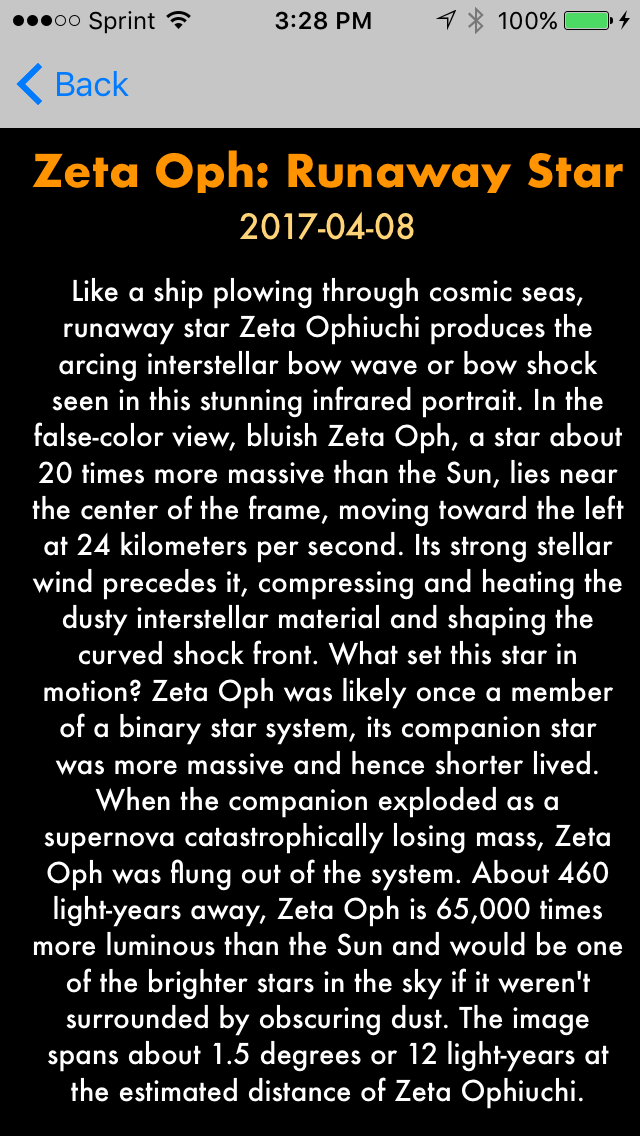 Sprint 3:28 PM 100%
Back
Zeta Oph: Runaway Star
2017-04-08
Like a ship plowing through cosmic seas,
runaway star Zeta Ophiuchi produces the
arcing interstellar bow wave or bow shock
seen in this stunning infrared portrait. In the
false-color view, bluish Zeta Oph, a star about
20 times more massive than the Sun, lies near
the center of the frame, moving toward the left
at 24 kilometers per second. Its strong stellar
wind precedes it, compressing and heating the
dusty interstellar material and shaping the
curved shock front. What set this star in
motion? Zeta Oph was likely once a member
of a binary star system, its companion star
was more massive and hence shorter lived.
When the companion exploded as a
supernova catastrophically losing mass, Zeta
Oph was flung out of the system. About 460
light-years away, Zeta Oph is 65,000 times
more luminous than the Sun and would be one
of the brighter stars in the sky if it weren't
surrounded by obscuring dust. The image
spans about 1.5 degrees or 12 light-years at
the estimated distance of Zeta Ophiuchi.